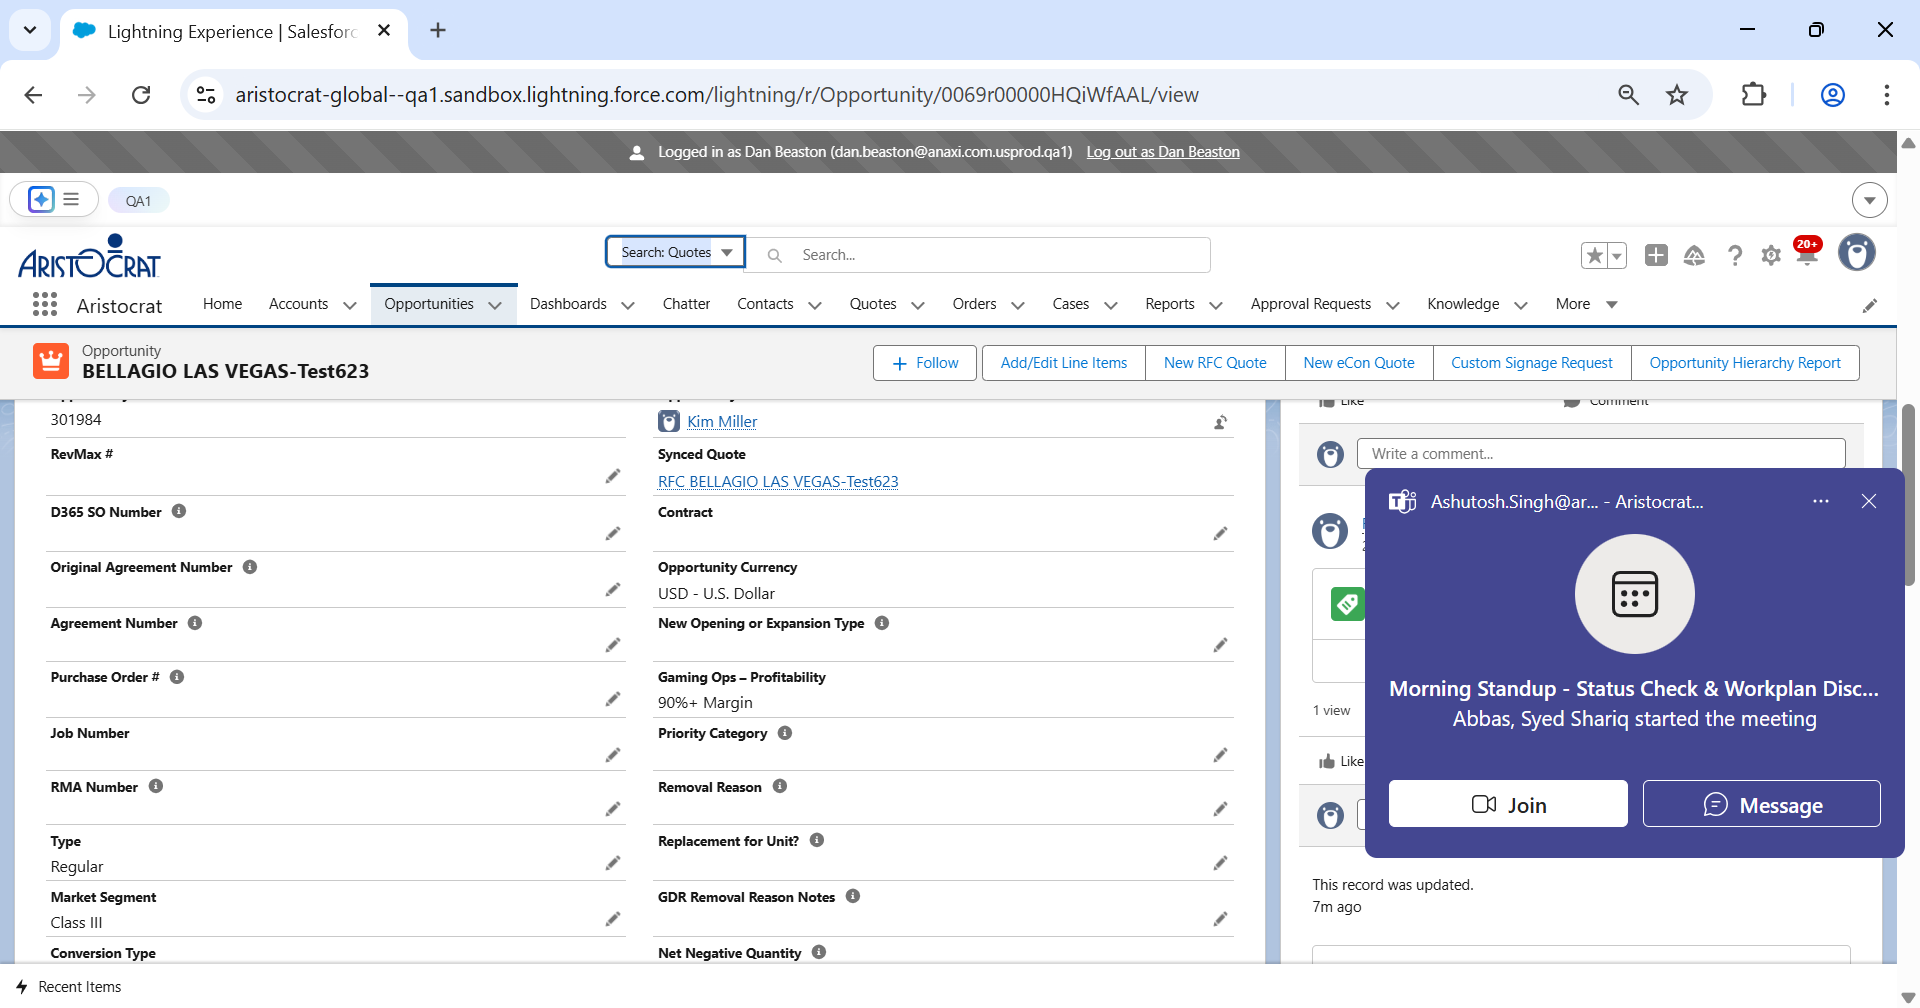 Lightning Experience | Salesforc
aristocrat-global--qa1.sandbox.lightning.force.com/lightning/r/Opportunity/0069r00000HQiWfAAL/view
Logged in as Dan Beaston (dan.beaston@anaxi.com.usprod.qa1) Log out as Dan Beaston
QA1
ARISTOCRAT
Search: Quotes
Search...
20+
Aristocrat
Home Accounts Opportunities Dashboards Chatter Contacts Quotes Orders Cases Reports Approval Requests Knowledge More
Opportunity
BELLAGIO LAS VEGAS-Test623
Follow Add/Edit Line Items New RFC Quote New eCon Quote Custom Signage Request Opportunity Hierarchy Report
301984
Kim Miller
RevMax #
Synced Quote
RFC BELLAGIO LAS VEGAS-Test623
D365 SO Number
Contract
Original Agreement Number
Opportunity Currency
USD - U.S. Dollar
Agreement Number
New Opening or Expansion Type
Purchase Order #
Gaming Ops – Profitability
90%+ Margin
Job Number
Priority Category
RMA Number
Removal Reason
Type
Regular
Replacement for Unit?
Market Segment
Class III
GDR Removal Reason Notes
Conversion Type
Net Negative Quantity
Like Comment
Write a comment...
1 view
Like
This record was updated.
7m ago
Ashutosh.Singh@ar... - Aristocrat...
Morning Standup - Status Check & Workplan Disc...
Abbas, Syed Shariq started the meeting
Join
Message
Recent Items